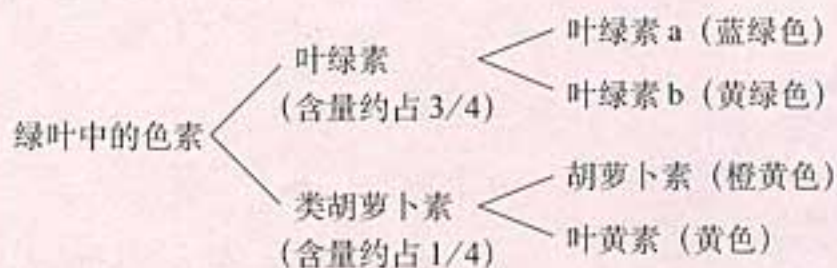 叶绿素 a（蓝绿色）
叶绿素
叶绿素 b（黄绿色）
（含量约占 3/4）
绿叶中的色素
胡萝卜素（橙黄色）
类胡萝卜素
叶黄素（黄色）
（含量约占 1/4）